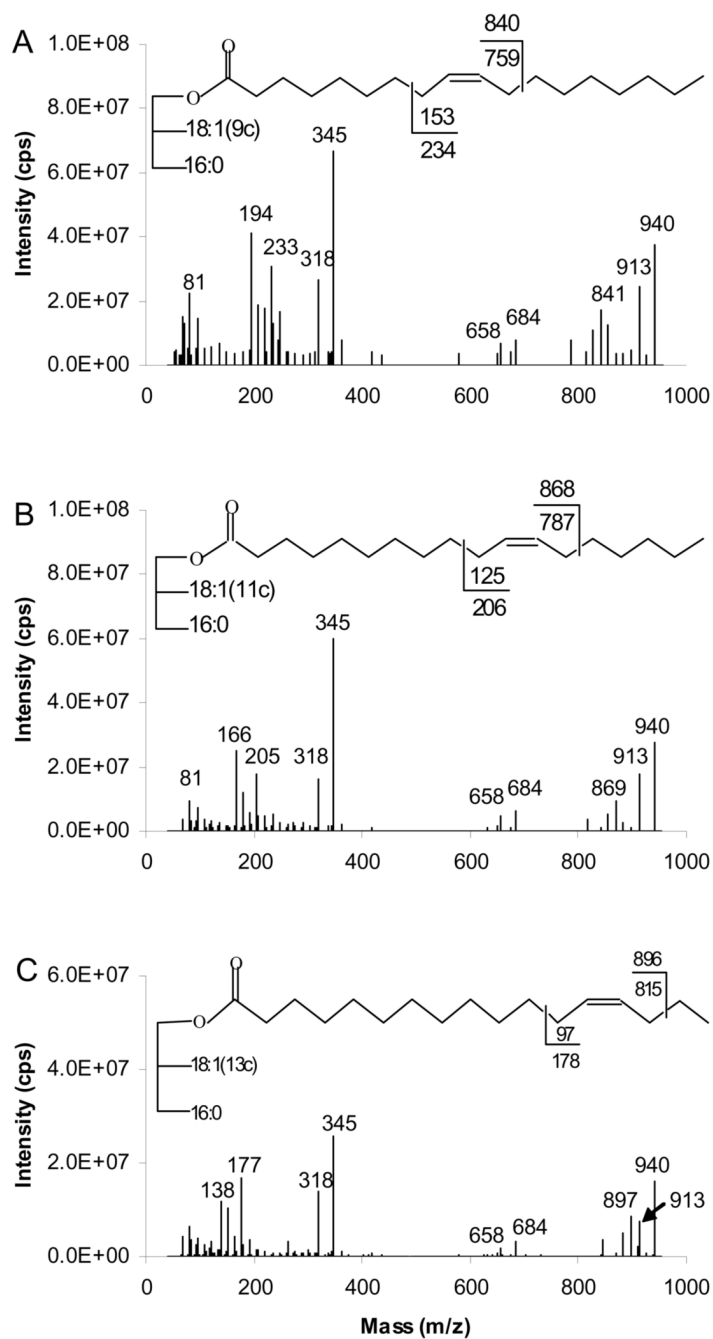 A
Intensity (cps)
1.0E+08
8.0E+07
6.0E+07
4.0E+07
2.0E+07
0.0E+00
O
O
18:1(9c)
16:0
840
759
153
234
81
194
233
318
345
658
684
841
913
940
0 200 400 600 800 1000
B
Intensity (cps)
1.0E+08
8.0E+07
6.0E+07
4.0E+07
2.0E+07
0.0E+00
O
O
18:1(11c)
16:0
868
787
125
206
81
166
205
318
345
658
684
869
913
940
0 200 400 600 800 1000
C
Intensity (cps)
6.0E+07
4.0E+07
2.0E+07
0.0E+00
O
O
18:1(13c)
16:0
896
815
97
178
138
177
318
345
658
684
897
940
913
0 200 400 600 800 1000
Mass (m/z)